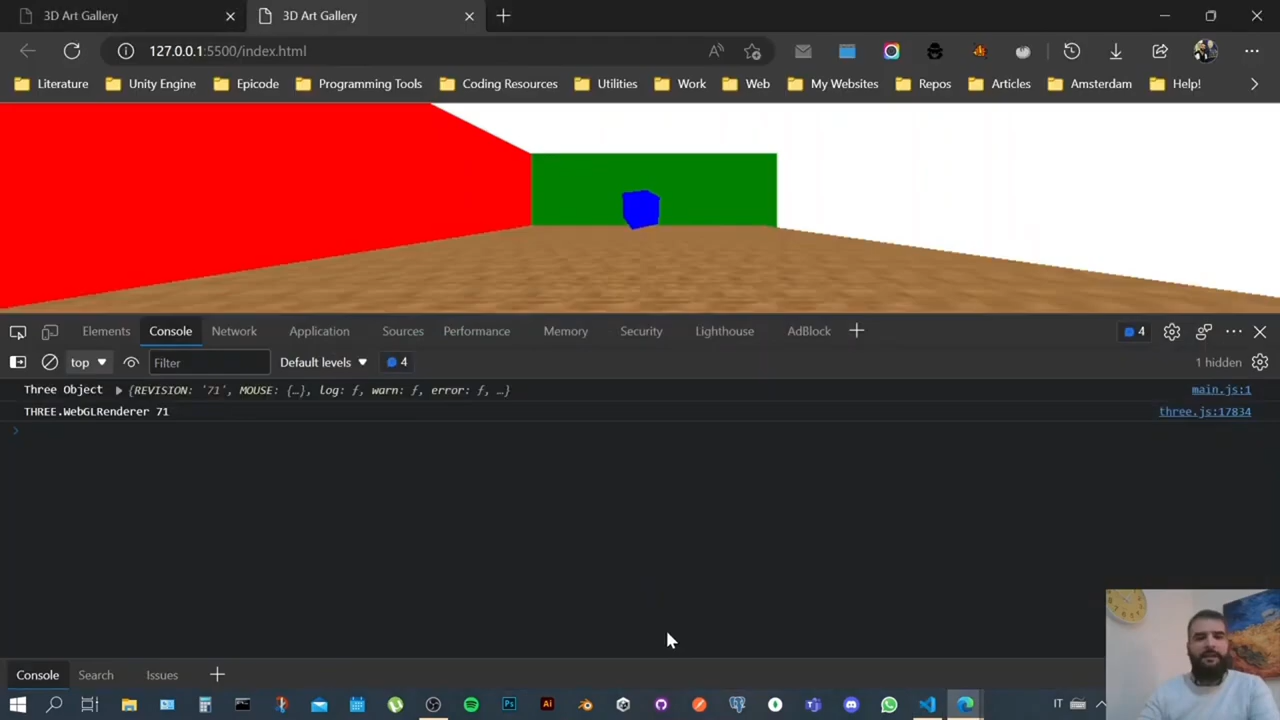 3D Art Gallery
3D Art Gallery
127.0.0.1:5500/index.html
Literature
Unity Engine
Epicode
Programming Tools
Coding Resources
Utilities
Work
Web
My Websites
Repos
Articles
Amsterdam
Help!
Elements
Console
Network
Application
Sources
Performance
Memory
Security
Lighthouse
AdBlock
4
top
Filter
Default levels
4
1 hidden
Three Object {REVISION: '71', MOUSE: {…}, log: ƒ, warn: ƒ, error: ƒ, …}
main.js:1
THREE.WebGLRenderer 71
three.js:17834
Console
Search
Issues
Ps
Ai
IT